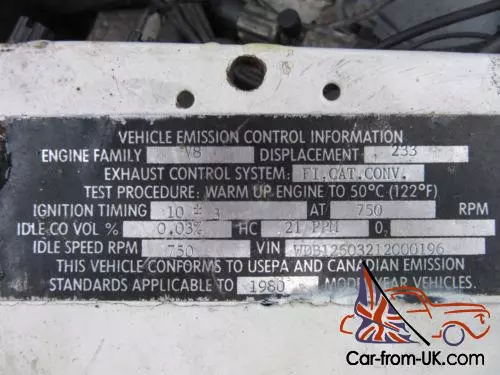 VEHICLE EMISSION CONTROL INFORMATION
ENGINE FAMILY V8 DISPLACEMENT 233
EXHAUST CONTROL SYSTEM: FI,CAT.CONV.
TEST PROCEDURE: WARM UP ENGINE TO 50°C (122°F)
IGNITION TIMING 10 ± 3 AT 750 RPM
IDLE CO VOL % 0.03% HC 21 PPM O2
IDLE SPEED RPM 750 VIN WDB12603212C00196
THIS VEHICLE CONFORMS TO USEPA AND CANADIAN EMISSION
STANDARDS APPLICABLE TO 1980 MODEL YEAR VEHICLES.
Car-from-UK.com